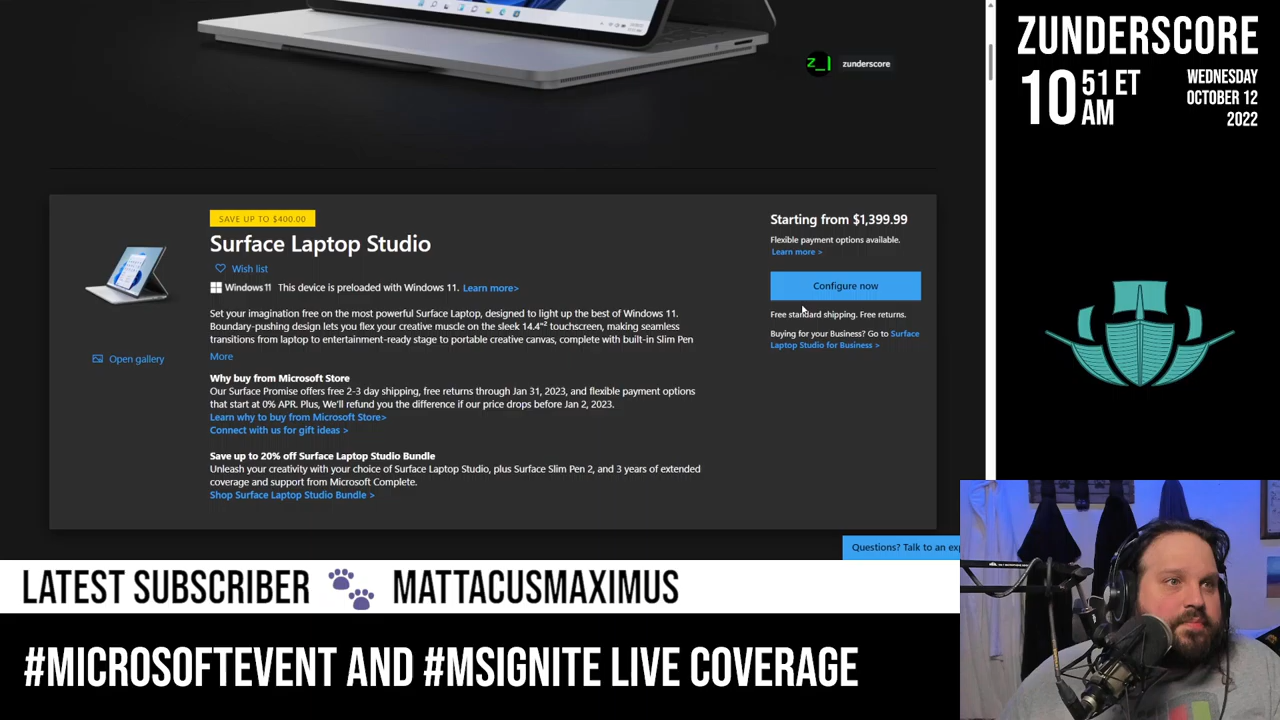 zunderscore
SAVE UP TO $400.00
Surface Laptop Studio
Wish list
Windows 11 This device is preloaded with Windows 11. Learn more>
Set your imagination free on the most powerful Surface Laptop, designed to light up the best of Windows 11.
Boundary-pushing design lets you flex your creative muscle on the sleek 14.4"² touchscreen, making seamless
transitions from laptop to entertainment-ready stage to portable creative canvas, complete with built-in Slim Pen
More
Open gallery
Why buy from Microsoft Store
Our Surface Promise offers free 2-3 day shipping, free returns through Jan 31, 2023, and flexible payment options
that start at 0% APR. Plus, We'll refund you the difference if our price drops before Jan 2, 2023.
Learn why to buy from Microsoft Store>
Connect with us for gift ideas >
Save up to 20% off Surface Laptop Studio Bundle
Unleash your creativity with your choice of Surface Laptop Studio, plus Surface Slim Pen 2, and 3 years of extended
coverage and support from Microsoft Complete.
Shop Surface Laptop Studio Bundle >
Starting from $1,399.99
Flexible payment options available.
Learn more >
Configure now
Free standard shipping. Free returns.
Buying for your Business? Go to Surface
Laptop Studio for Business >
Questions? Talk to an
ZUNDERSCORE
10 51 ET
AM
WEDNESDAY
OCTOBER 12
2022
LATEST SUBSCRIBER MATTACUSMAXIMUS
#MICROSOFTEVENT AND #MSIGNITE LIVE COVERAGE